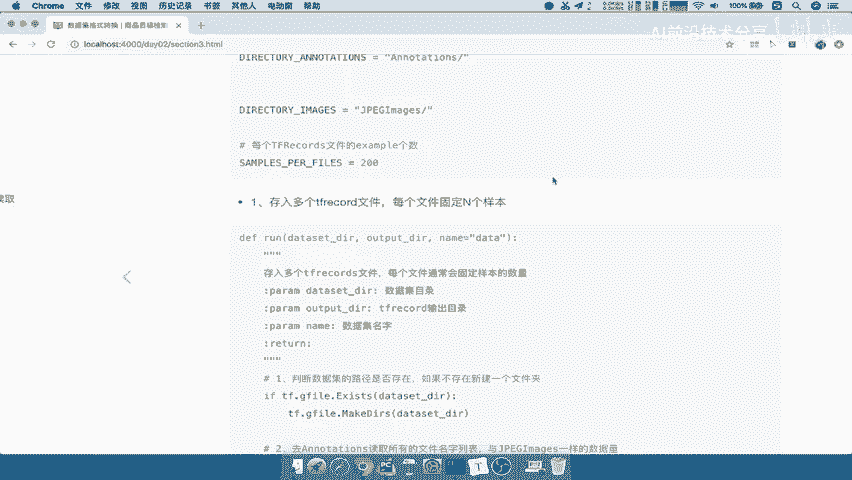 Chrome 文件 修改 视图 历史记录 书签 其他人 电动窗 帮助
100%
数据集格式转换 | 商品目标检测
localhost:4000/day02/section3.html
AI前沿技术分享
DIRECTORY_ANNOTATIONS = "Annotations/"
DIRECTORY_IMAGES = "JPEGImages/"
# 每个TFRecords文件的example个数
SAMPLES_PER_FILES = 200
读取
• 1、存入多个tfrecord文件，每个文件固定N个样本
def run(dataset_dir, output_dir, name="data"):
"""
存入多个tfrecords文件，每个文件通常会固定样本的数量
:param dataset_dir: 数据集目录
:param output_dir: tfrecord输出目录
:param name: 数据集名字
:return:
"""
# 1、判断数据集的路径是否存在，如果不存在新建一个文件夹
if tf.gfile.Exists(dataset_dir):
tf.gfile.MakeDirs(dataset_dir)
# 2、去Annotations读取所有的文件名字列表，与JPEGImages一样的数据量